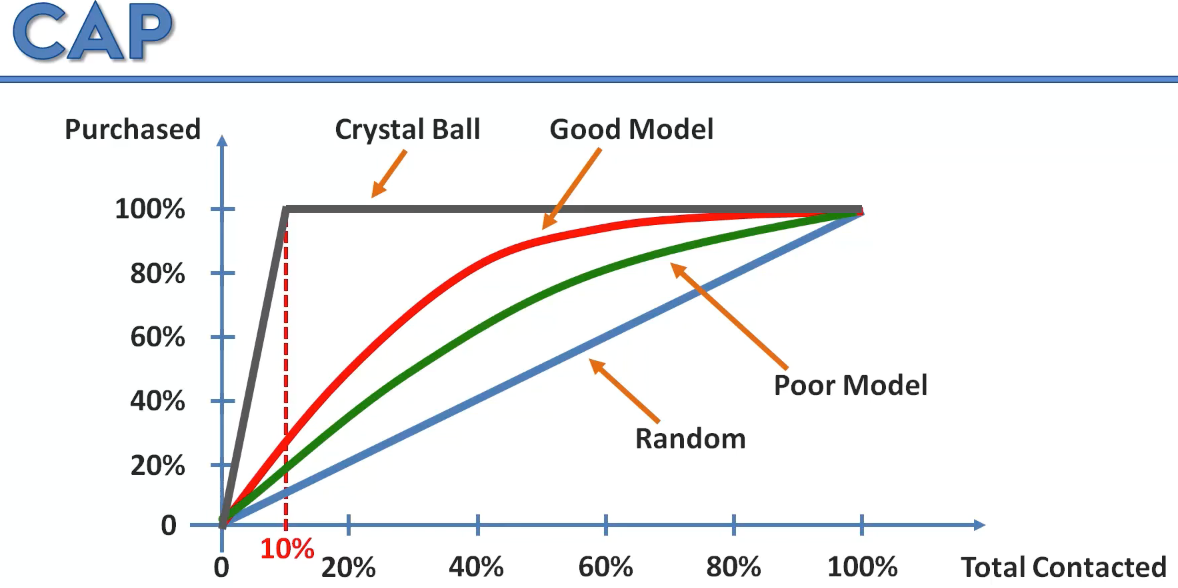 CAP
Purchased
Crystal Ball
Good Model
100%
80%
60%
40%
20%
0
Poor Model
Random
10%
0
20%
40%
60%
80%
100%
Total Contacted